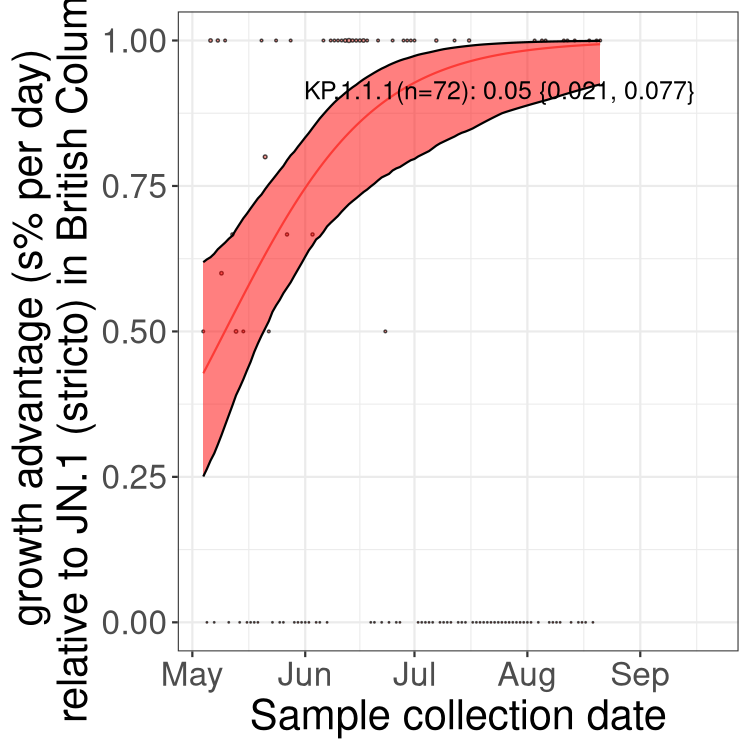 growth advantage (s% per day)
relative to JN.1 (stricto) in British Colum
1.00
0.75
0.50
0.25
0.00
KP.1.1.1(n=72): 0.05 {0.021, 0.077}
May Jun Jul Aug Sep
Sample collection date